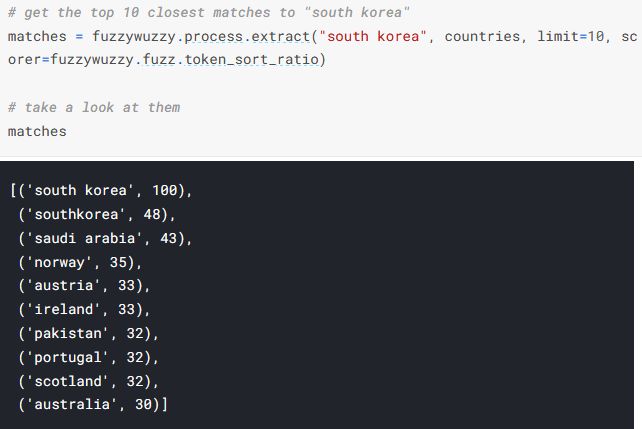 # get the top 10 closest matches to "south korea"
matches = fuzzywuzzy.process.extract("south korea", countries, limit=10, sc
orer=fuzzywuzzy.fuzz.token_sort_ratio)
# take a look at them
matches
[('south korea', 100),
('southkorea', 48),
('saudi arabia', 43),
('norway', 35),
('austria', 33),
('ireland', 33),
('pakistan', 32),
('portugal', 32),
('scotland', 32),
('australia', 30)]